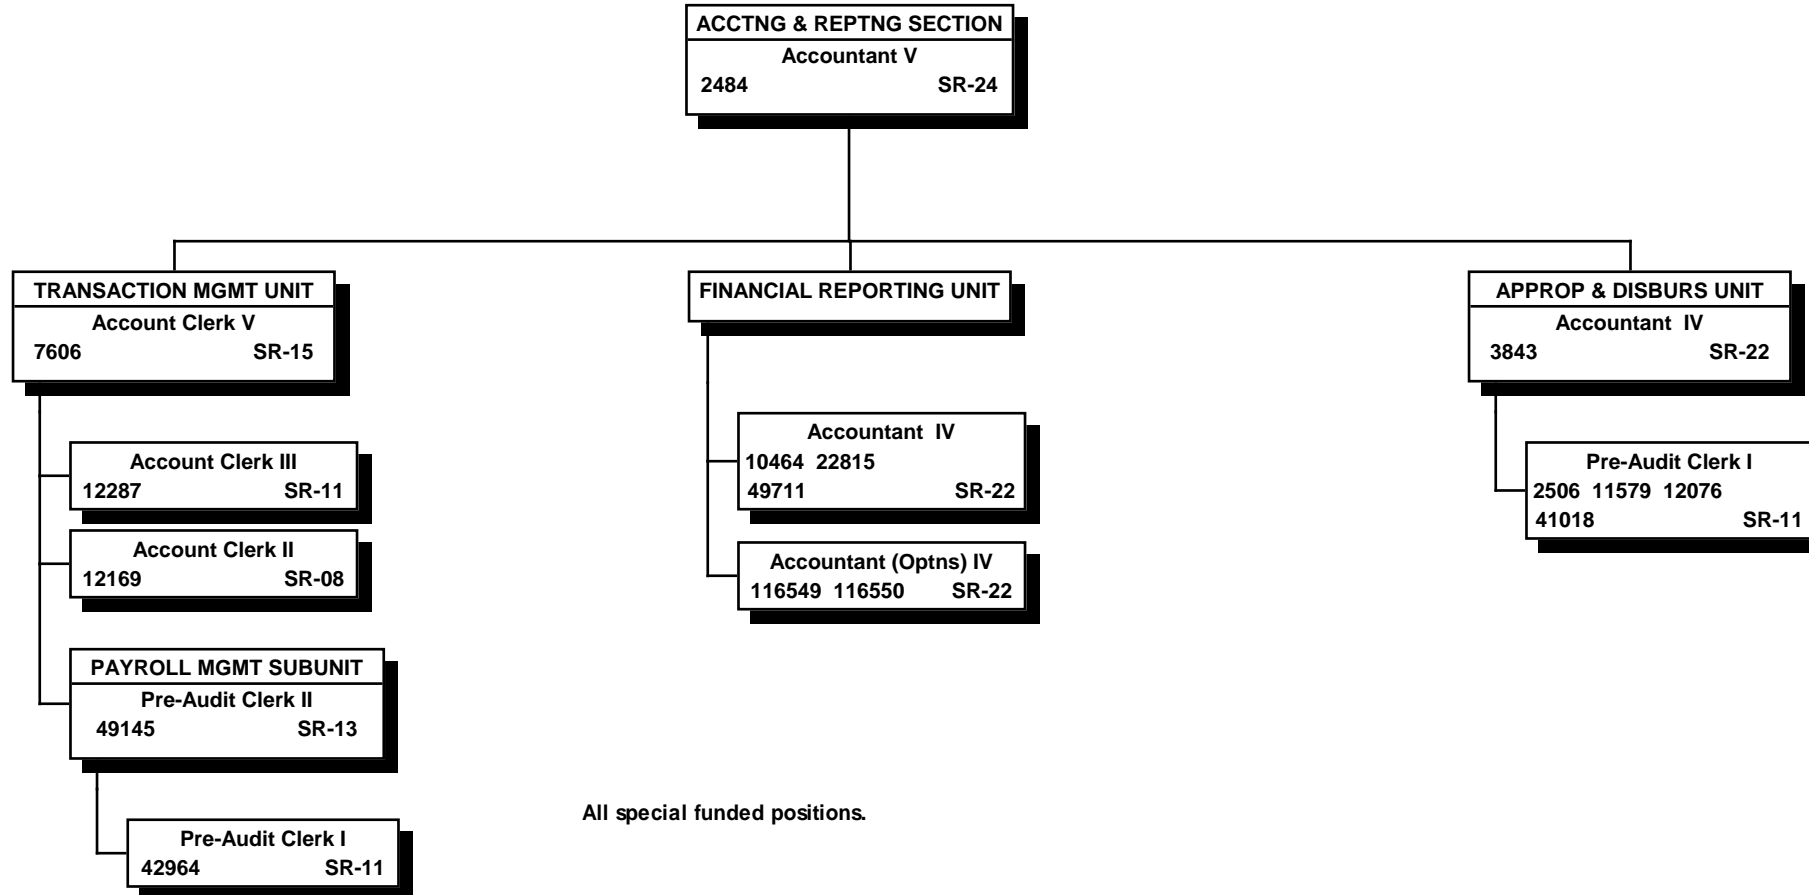 ACCTNG & REPTNG SECTION
Accountant V
2484 SR-24
TRANSACTION MGMT UNIT
Account Clerk V
7606 SR-15
Account Clerk III
12287 SR-11
Account Clerk II
12169 SR-08
PAYROLL MGMT SUBUNIT
Pre-Audit Clerk II
49145 SR-13
Pre-Audit Clerk I
42964 SR-11
FINANCIAL REPORTING UNIT
Accountant IV
10464 22815
49711 SR-22
Accountant (Optns) IV
116549 116550 SR-22
APPROP & DISBURS UNIT
Accountant IV
3843 SR-22
Pre-Audit Clerk I
2506 11579 12076
41018 SR-11
All special funded positions.